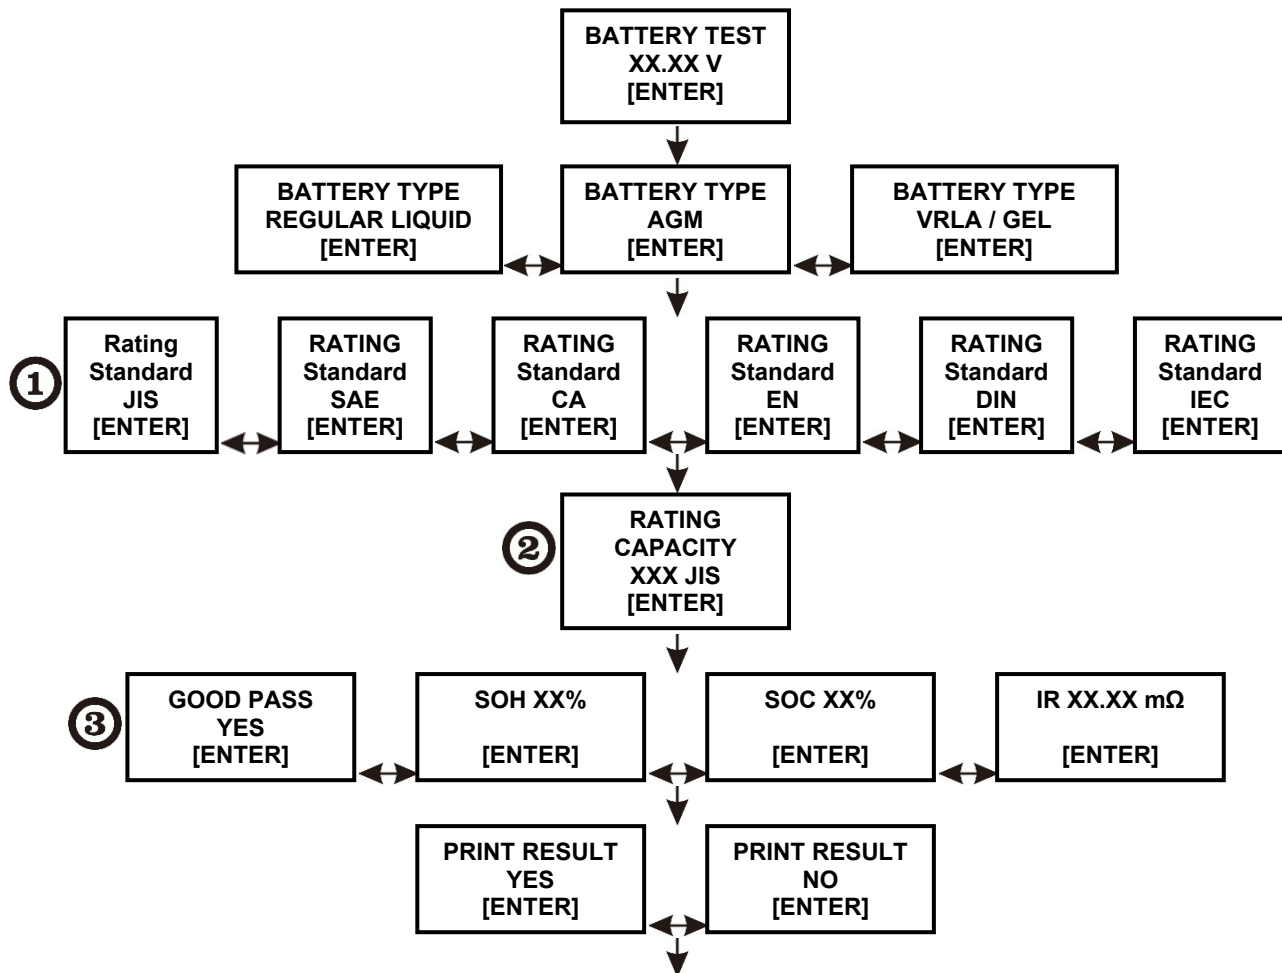 BATTERY TEST
XX.XX V
[ENTER]
BATTERY TYPE
REGULAR LIQUID
[ENTER]
BATTERY TYPE
AGM
[ENTER]
BATTERY TYPE
VRLA / GEL
[ENTER]
1
Rating
Standard
JIS
[ENTER]
RATING
Standard
SAE
[ENTER]
RATING
Standard
CA
[ENTER]
RATING
Standard
EN
[ENTER]
RATING
Standard
DIN
[ENTER]
RATING
Standard
IEC
[ENTER]
2
RATING
CAPACITY
XXX JIS
[ENTER]
3
GOOD PASS
YES
[ENTER]
SOH XX%
[ENTER]
SOC XX%
[ENTER]
IR XX.XX mΩ
[ENTER]
PRINT RESULT
YES
[ENTER]
PRINT RESULT
NO
[ENTER]